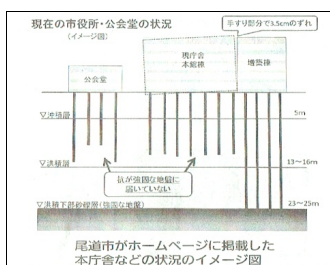 現在の市役所・公会堂の状況
(イメージ図)
手すり部分で3.5cmのずれ
公会堂
現庁舎
本館棟
増築棟
▽沖積層
5m
杭が強固な地盤に
届いていない
▽洪積層
13~16m
▽洪積下部砂礫層(強固な地盤)
23~25m
尾道市がホームページに掲載した
本庁舎などの状況のイメージ図